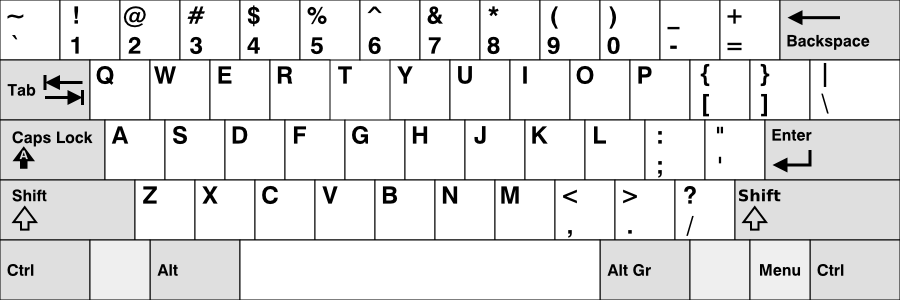 ~ ! @ # $ % ^ & * ( ) _ +
` 1 2 3 4 5 6 7 8 9 0 - = Backspace
Tab Q W E R T Y U I O P { } |
[ ] \
Caps Lock A S D F G H J K L : " Enter
A ; '
Shift Z X C V B N M < > ? Shift
, . /
Ctrl Alt Alt Gr Menu Ctrl